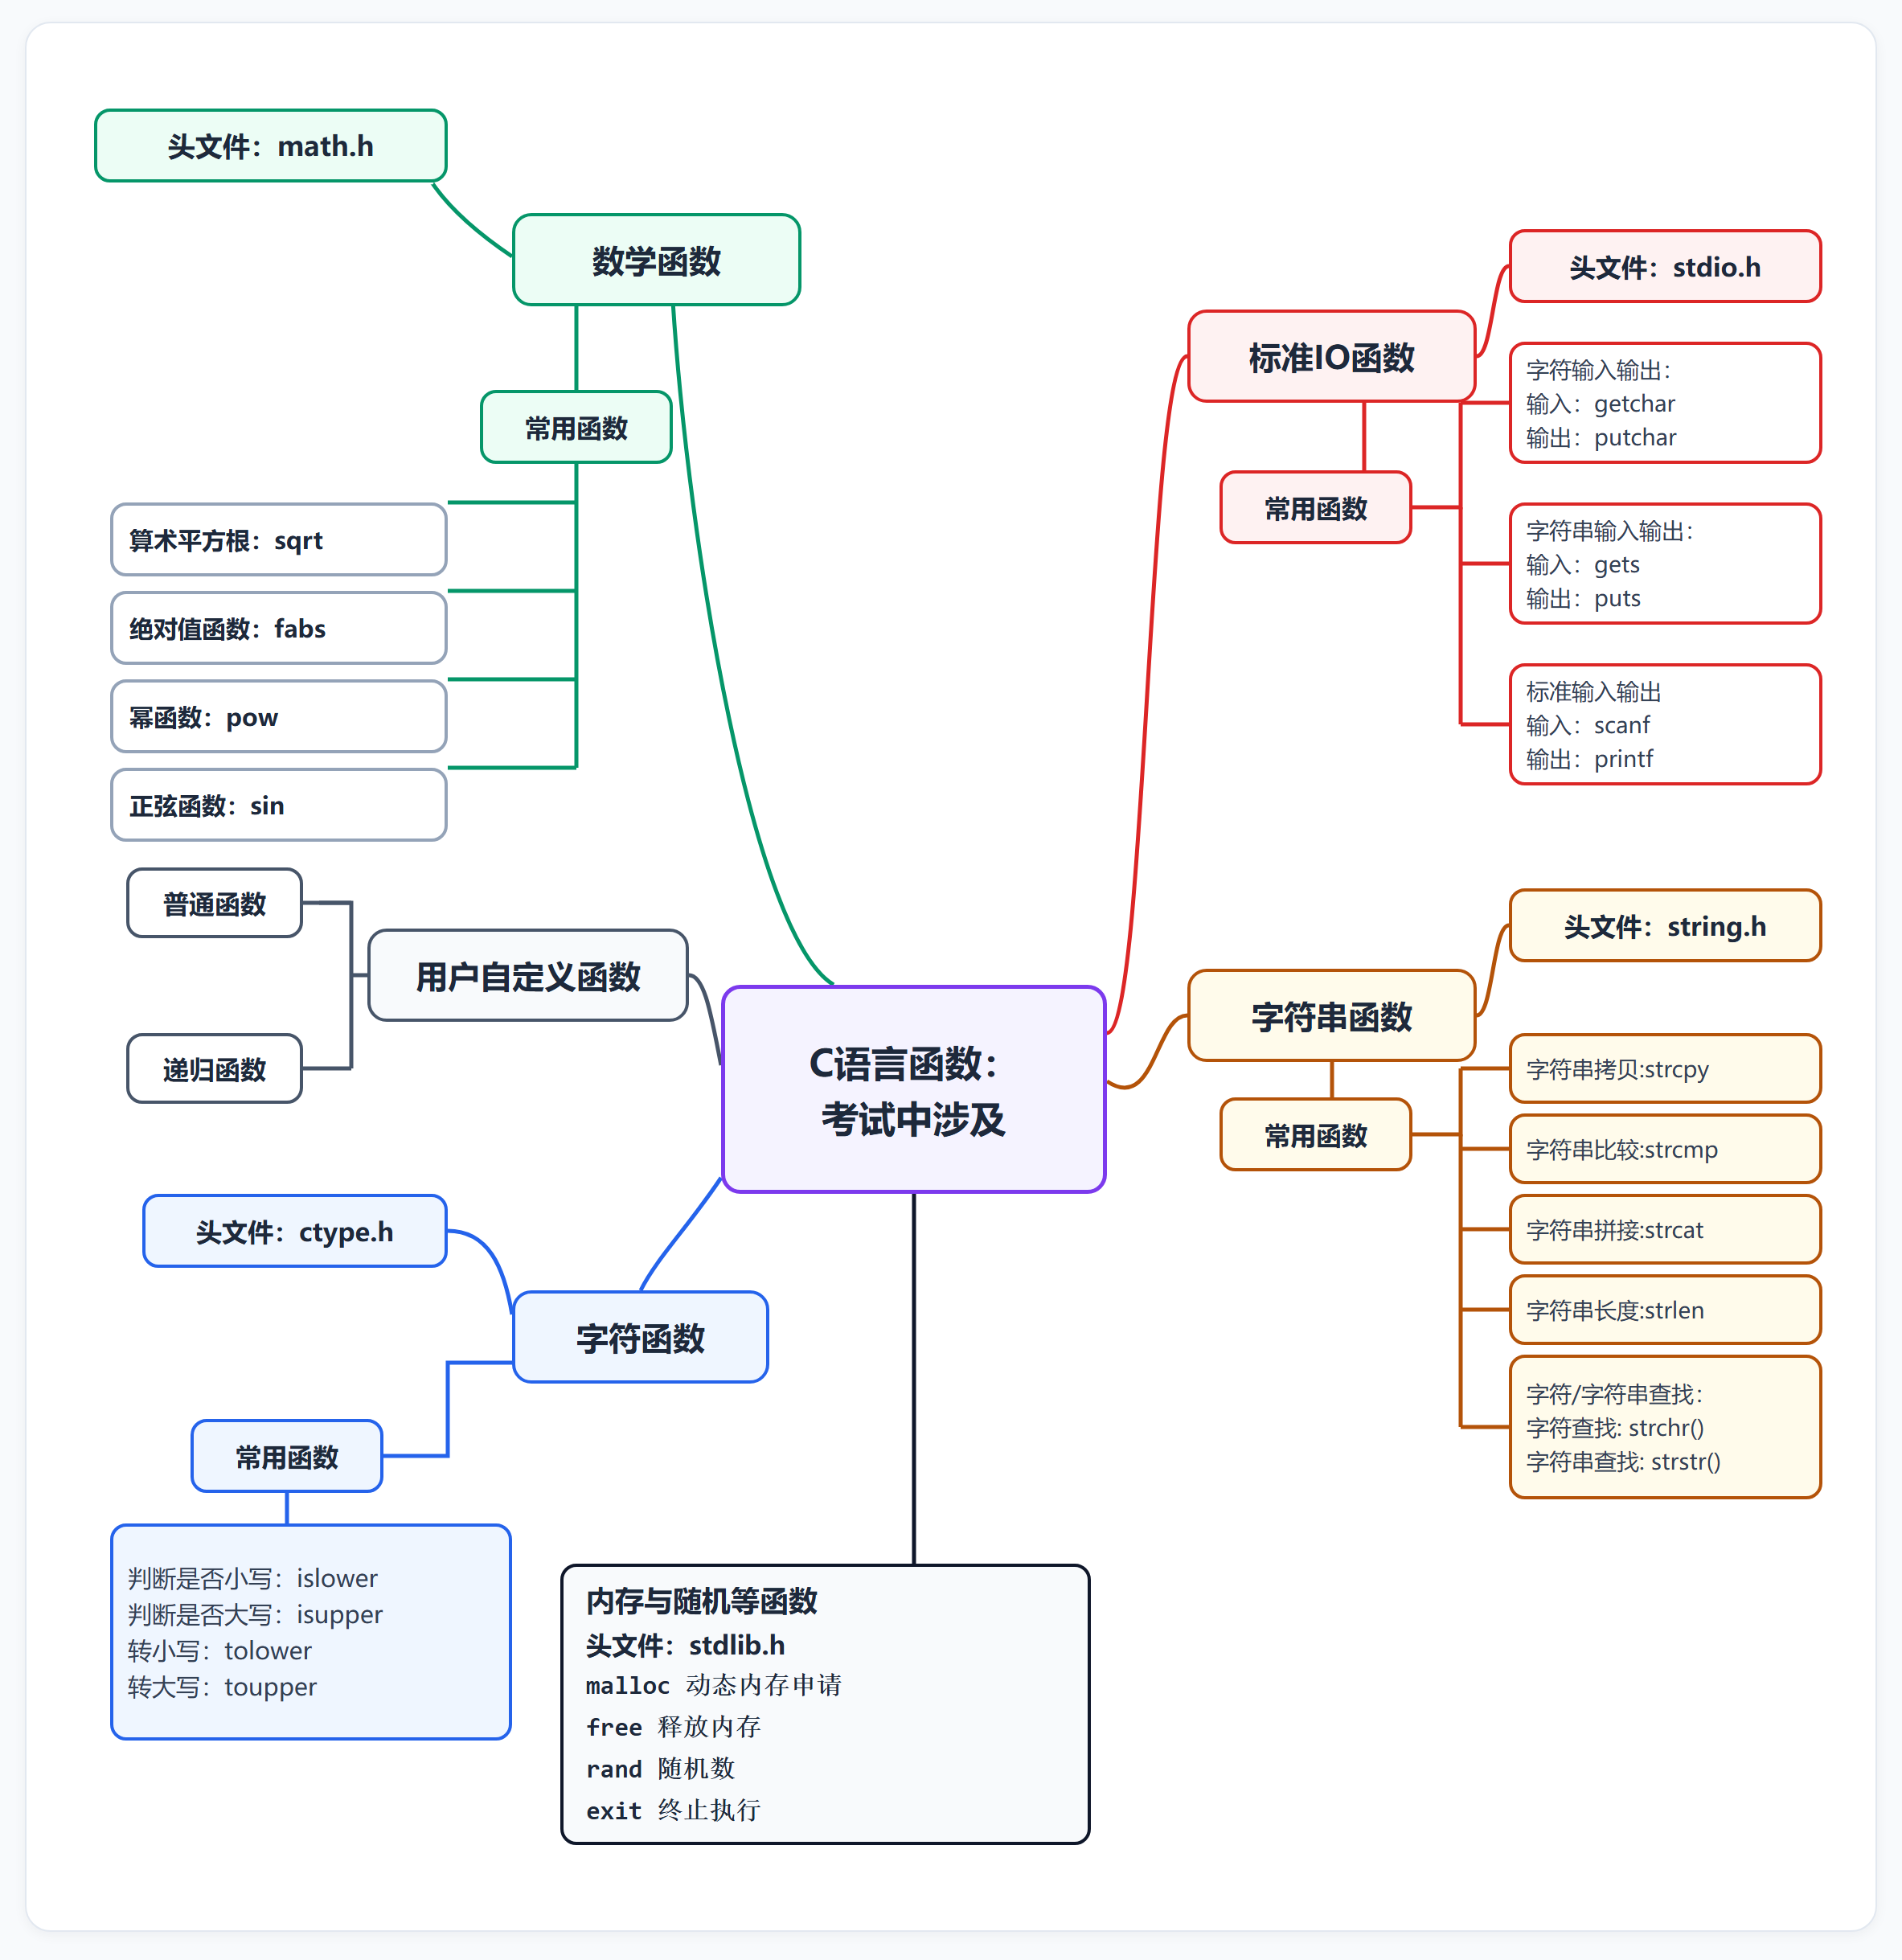 头文件：math.h
数学函数
常用函数
算术平方根：sqrt
绝对值函数：fabs
幂函数：pow
正弦函数：sin
普通函数
用户自定义函数
递归函数
C语言函数：
考试中涉及
头文件：ctype.h
字符函数
常用函数
判断是否小写：islower
判断是否大写：isupper
转小写：tolower
转大写：toupper
内存与随机等函数
头文件：stdlib.h
malloc 动态内存申请
free 释放内存
rand 随机数
exit 终止执行
标准IO函数
头文件：stdio.h
常用函数
字符输入输出：
输入：getchar
输出：putchar
字符串输入输出：
输入：gets
输出：puts
标准输入输出
输入：scanf
输出：printf
字符串函数
头文件：string.h
常用函数
字符串拷贝:strcpy
字符串比较:strcmp
字符串拼接:strcat
字符串长度:strlen
字符/字符串查找：
字符查找: strchr()
字符串查找: strstr()